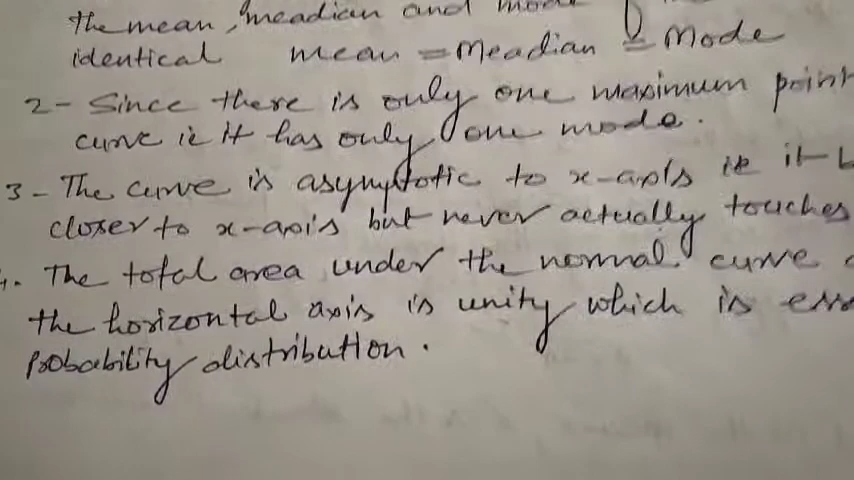 the mean, meadian and mode
identical mean = Meadian = Mode
2- Since there is only one maximum point
curve ie it has only one mode.
3- The curve is asymptotic to x-axis ie it
closer to x-axis but never actually touches
4. The total area under the normal curve
the horizontal axis is unity which is
probability distribution.